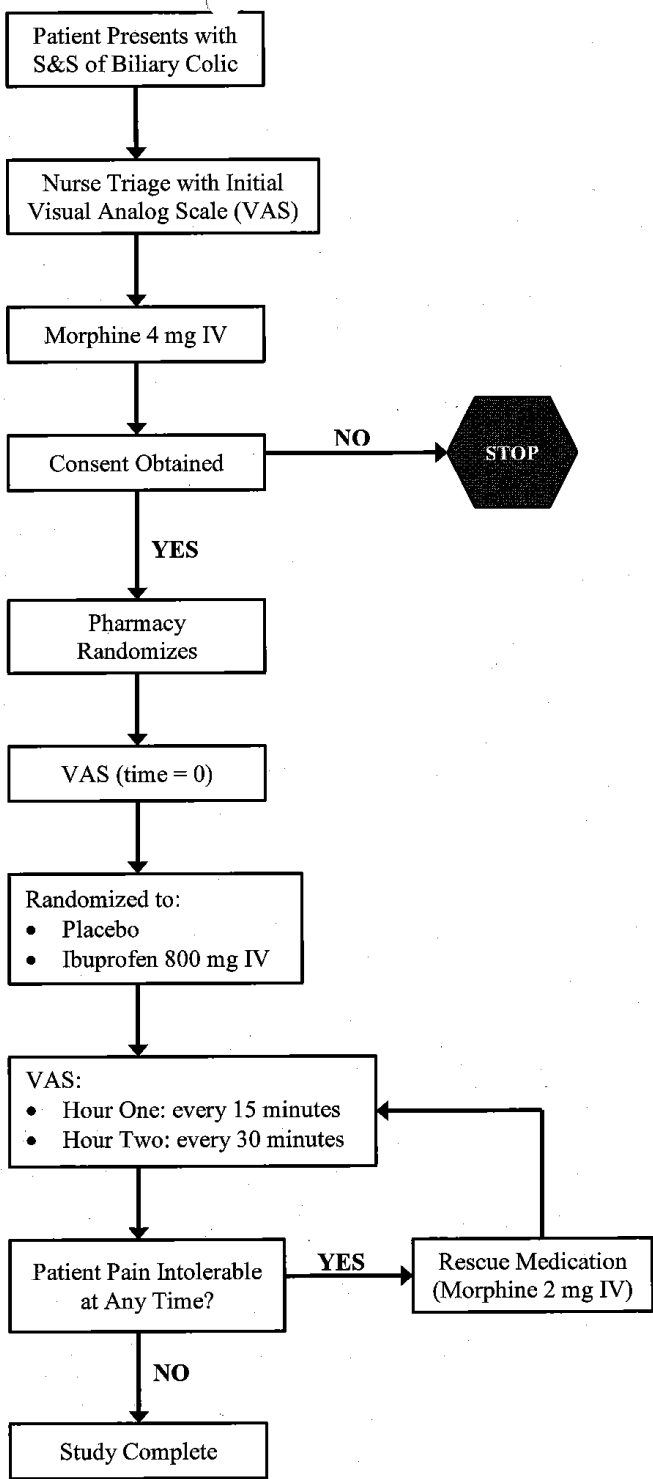 Patient Presents with
S&S of Biliary Colic
Nurse Triage with Initial
Visual Analog Scale (VAS)
Morphine 4 mg IV
Consent Obtained
NO
STOP
YES
Pharmacy
Randomizes
VAS (time = 0)
Randomized to:
• Placebo
• Ibuprofen 800 mg IV
VAS:
• Hour One: every 15 minutes
• Hour Two: every 30 minutes
Patient Pain Intolerable
at Any Time?
YES
Rescue Medication
(Morphine 2 mg IV)
NO
Study Complete